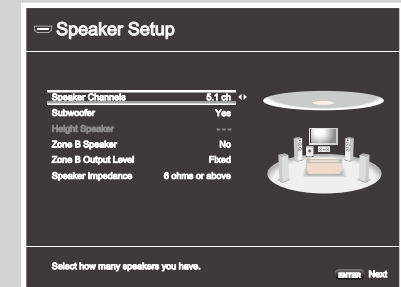 Speaker Setup
Speaker Channels 5.1 ch
Subwoofer Yes
Height Speaker ---
Zone B Speaker No
Zone B Output Level Fixed
Speaker Impedance 6 ohms or above
Select how many speakers you have.
ENTER Next